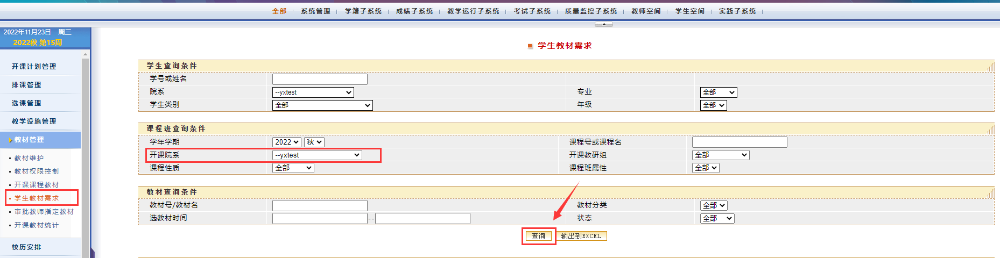 全部 系统管理 学籍子系统 成绩子系统 教学运行子系统 考试子系统 质量监控子系统 教师空间 学生空间 实践子系统
2022年11月23日 周三
2022秋 第15周
开课计划管理
排课管理
选课管理
教学设施管理
教材管理
教材维护
教材权限控制
开课课程教材
学生教材需求
审批教师指定教材
开课教材统计
校历安排
学生教材需求
学生查询条件
学号或姓名
院系 --yxtest 专业 全部
学生类别 全部 年级 全部
课程班查询条件
学年学期 2022 秋 课程号或课程名
开课院系 --yxtest 开课教研组 全部
课程性质 全部 课程班属性 全部
教材查询条件
教材号/教材名 教材分类 全部
选教材时间 -- 状态 全部
查询 输出到EXCEL